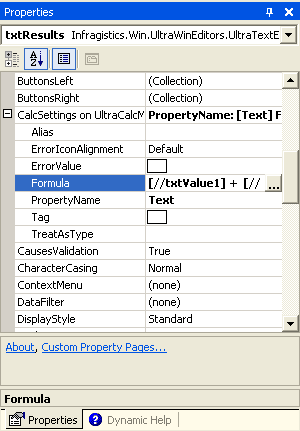 Properties
txtResults Infragistics.Win.UltraWinEditors.UltraTextE
ButtonsLeft (Collection)
ButtonsRight (Collection)
CalcSettings on UltraCalcM PropertyName: [Text] F
Alias
ErrorIconAlignment Default
ErrorValue
Formula [//txtValue1] + [// ...
PropertyName Text
Tag
TreatAsType
CausesValidation True
CharacterCasing Normal
ContextMenu (none)
DataFilter (none)
DisplayStyle Standard
About, Custom Property Pages...
Formula
Properties Dynamic Help